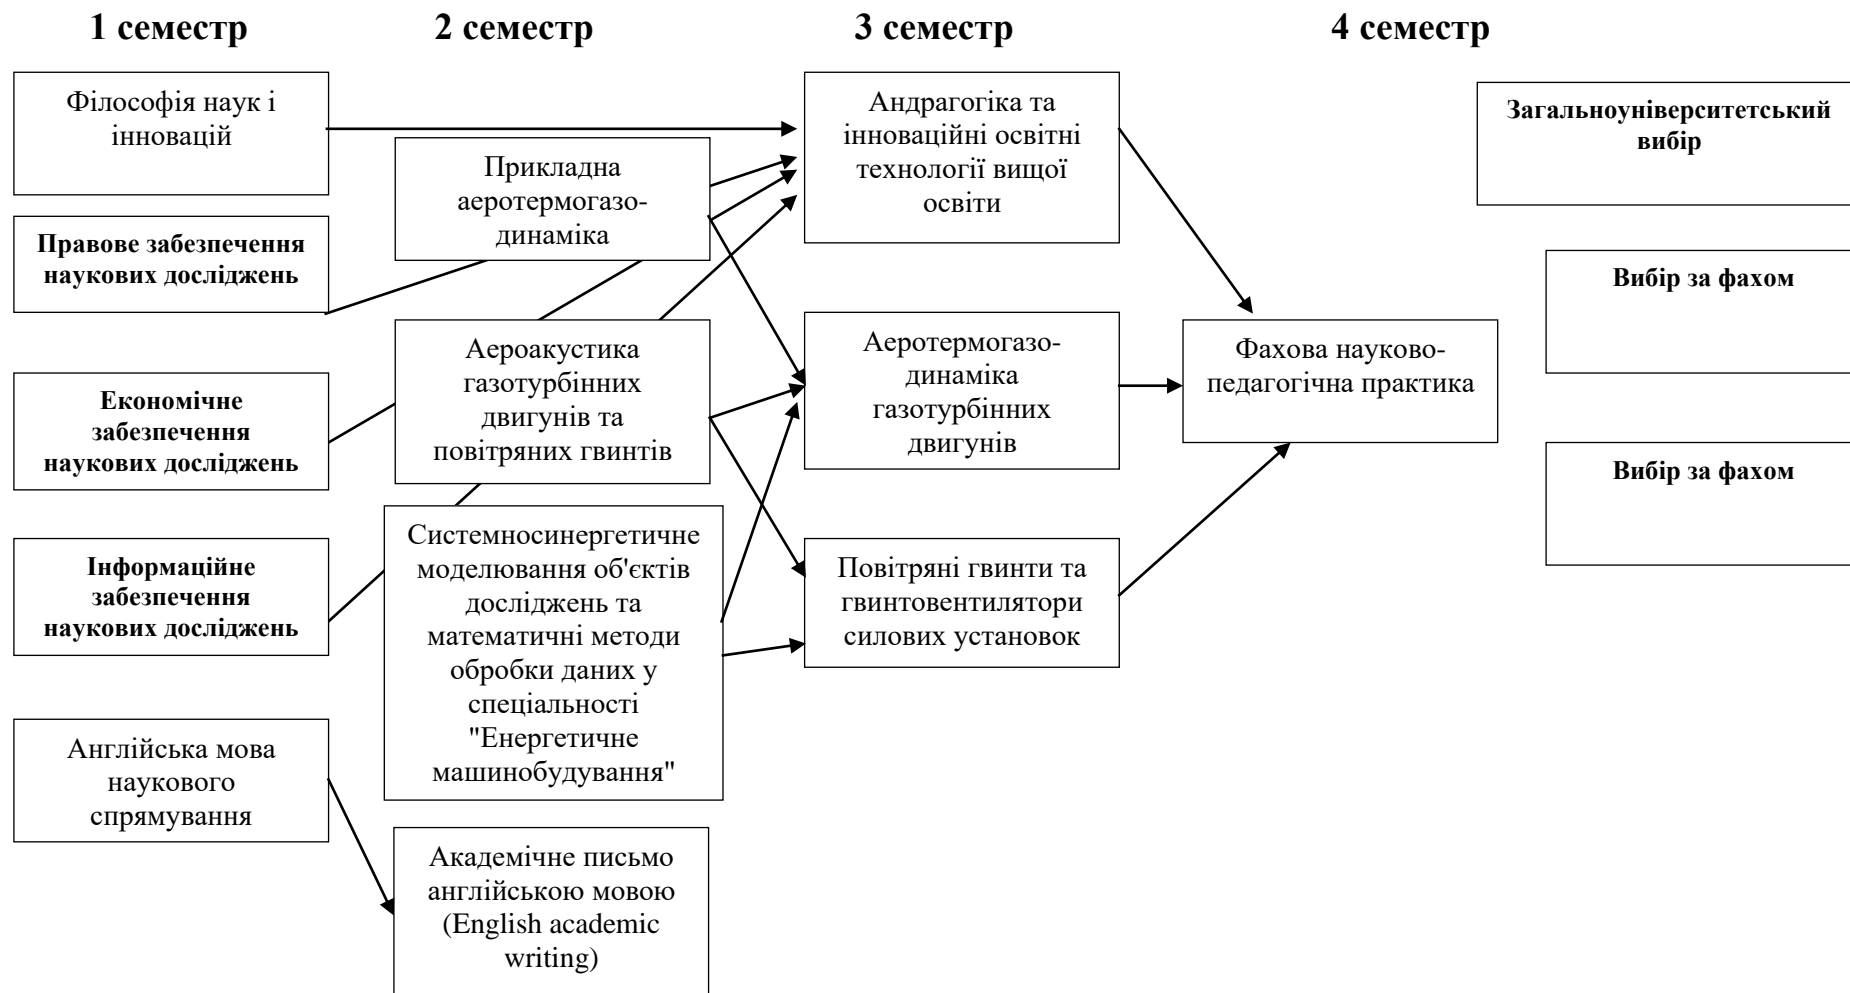 1 семестр
2 семестр
3 семестр
4 семестр
Філософія наук і
інновацій
Правове забезпечення
наукових досліджень
Економічне
забезпечення
наукових досліджень
Інформаційне
забезпечення
наукових досліджень
Англійська мова
наукового
спрямування
Прикладна
аеротермогазо-
динаміка
Аероакустика
газотурбінних
двигунів та
повітряних гвинтів
Системносинергетичне
моделювання об'єктів
досліджень та
математичні методи
обробки даних у
спеціальності
"Енергетичне
машинобудування"
Академічне письмо
англійською мовою
(English academic
writing)
Андрагогіка та
інноваційні освітні
технології вищої
освіти
Аеротермогазо-
динаміка
газотурбінних
двигунів
Повітряні гвинти та
гвинтовентилятори
силових установок
Фахова науково-
педагогічна практика
Загальноуніверситетський
вибір
Вибір за фахом
Вибір за фахом